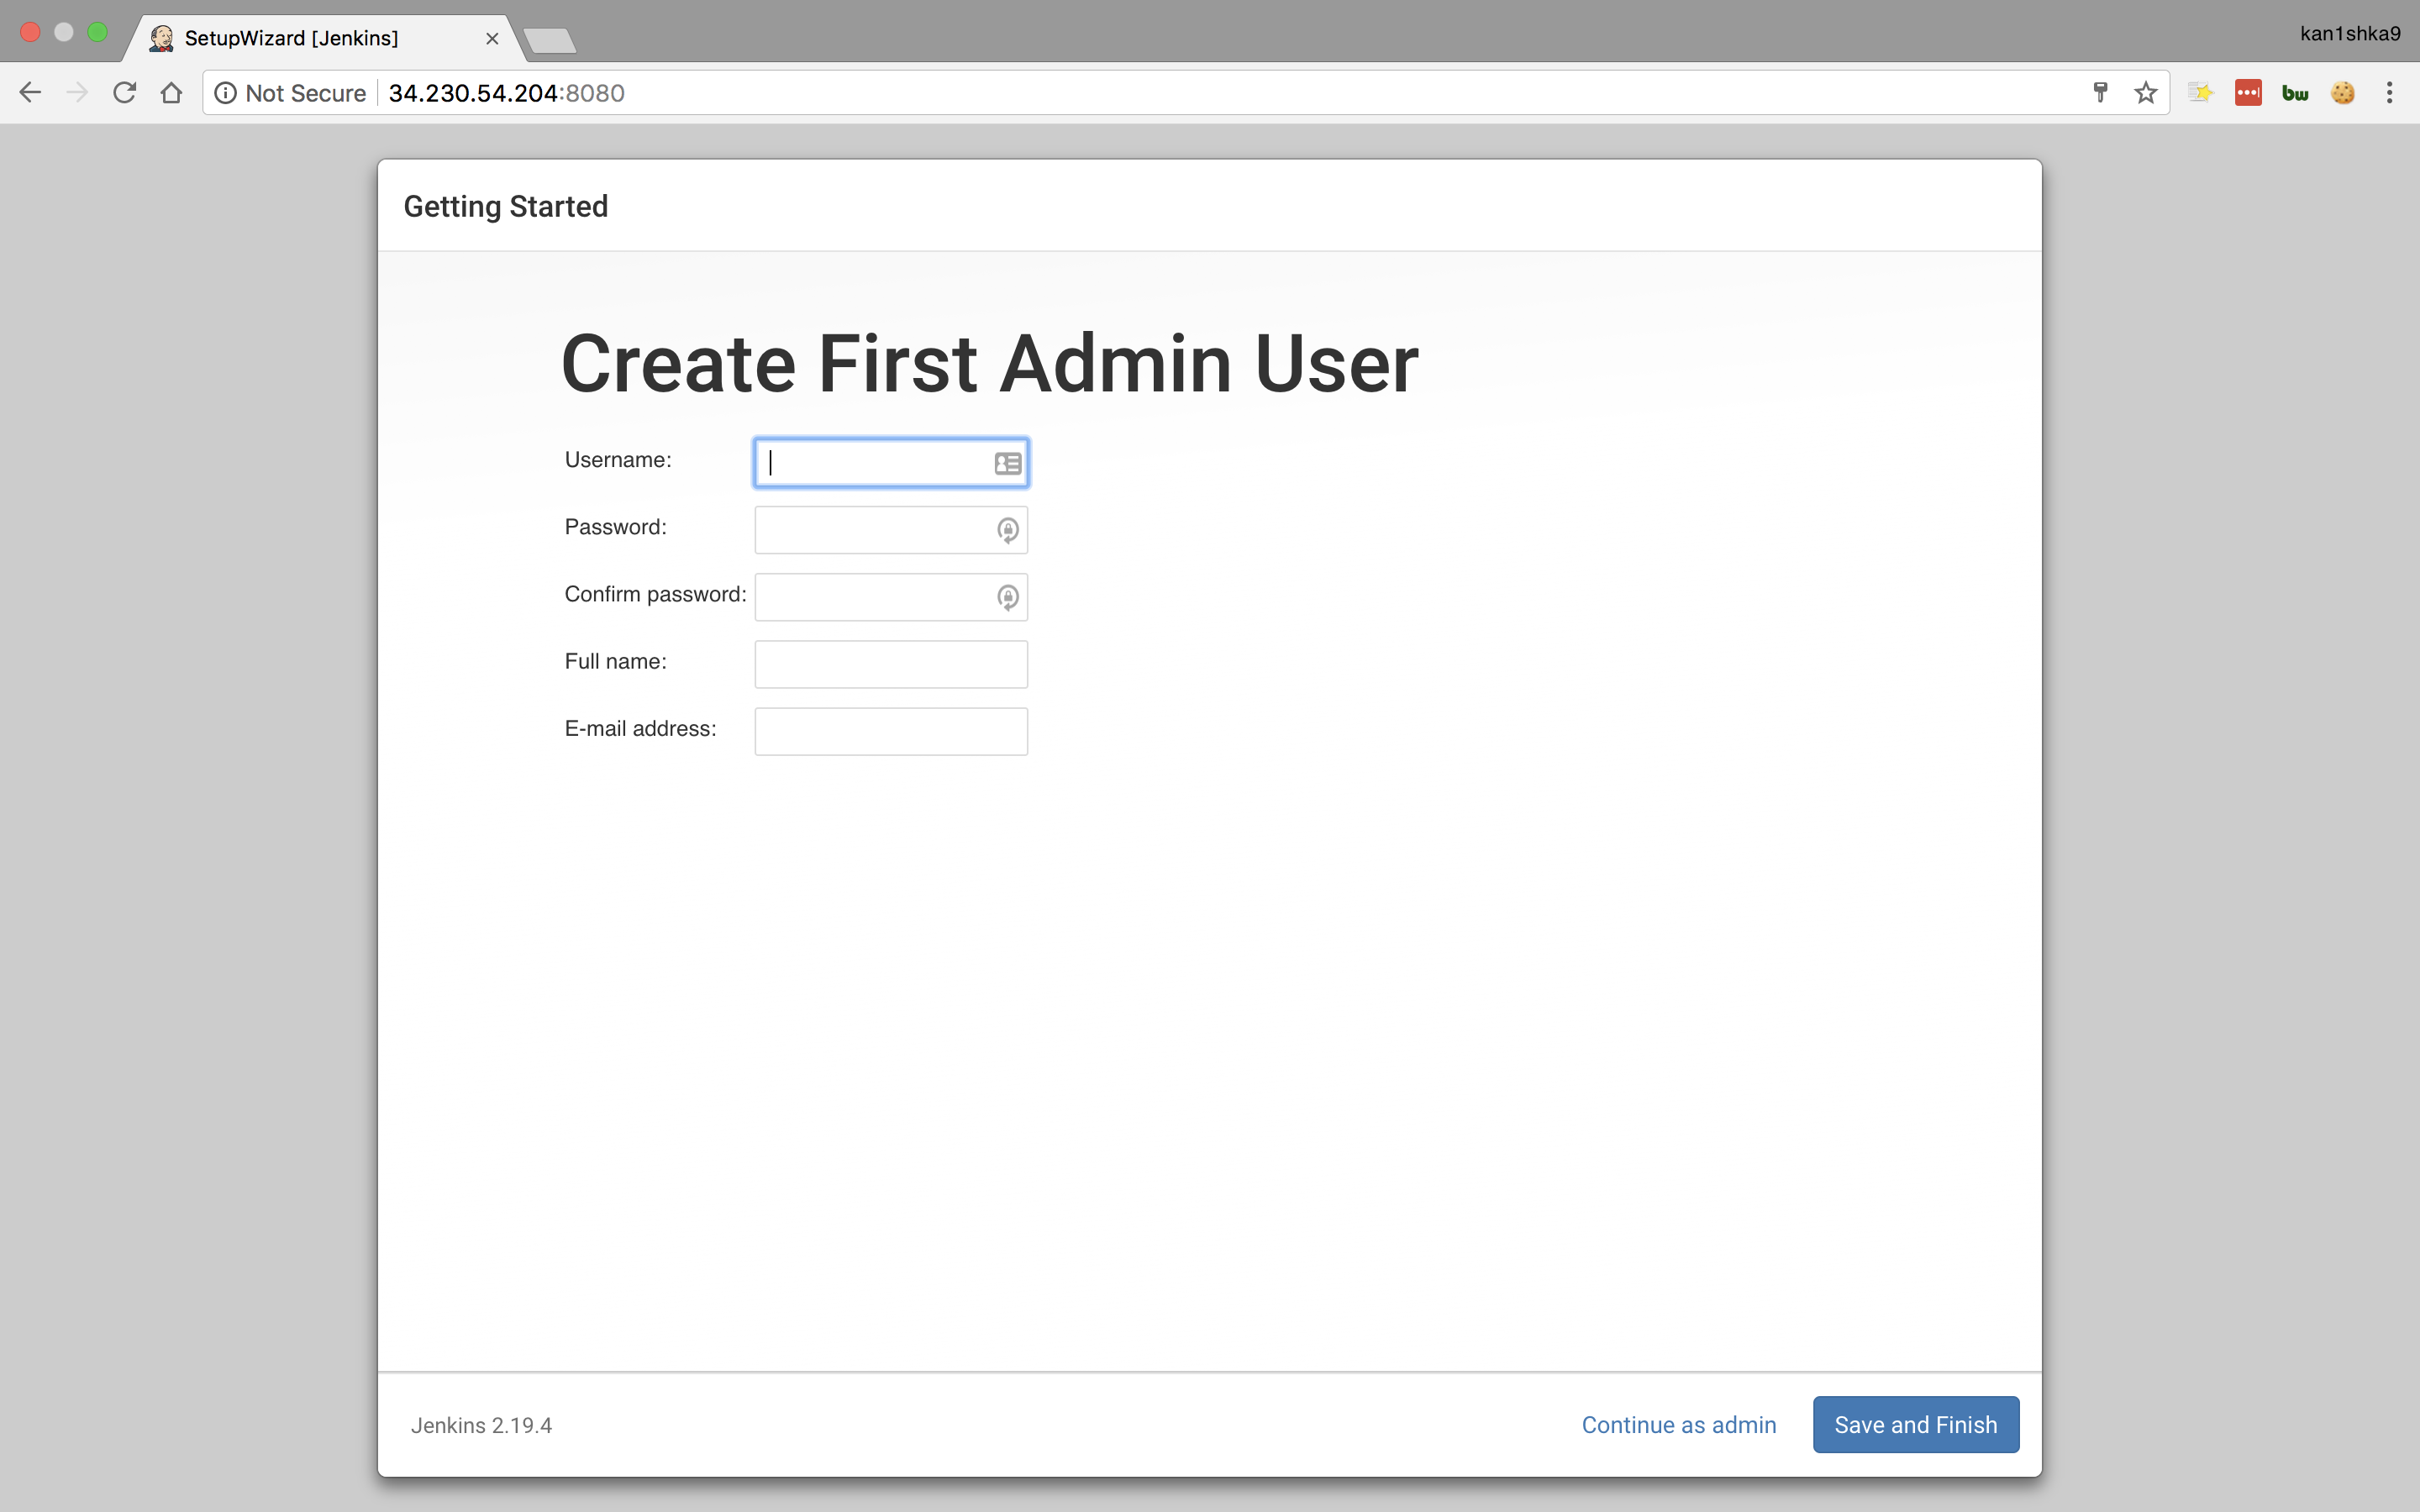 SetupWizard [Jenkins]
kan1shka9
Not Secure 34.230.54.204:8080
bw
Getting Started
Create First Admin User
Username:
Password:
Confirm password:
Full name:
E-mail address:
Jenkins 2.19.4
Continue as admin
Save and Finish